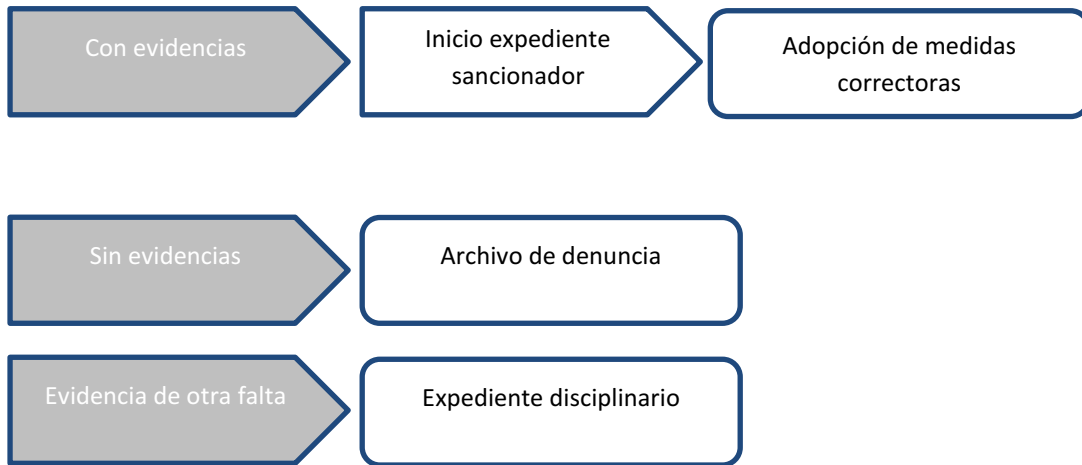 Con evidencias
Inicio expediente
sancionador
Adopción de medidas
correctoras
Sin evidencias
Archivo de denuncia
Evidencia de otra falta
Expediente disciplinario